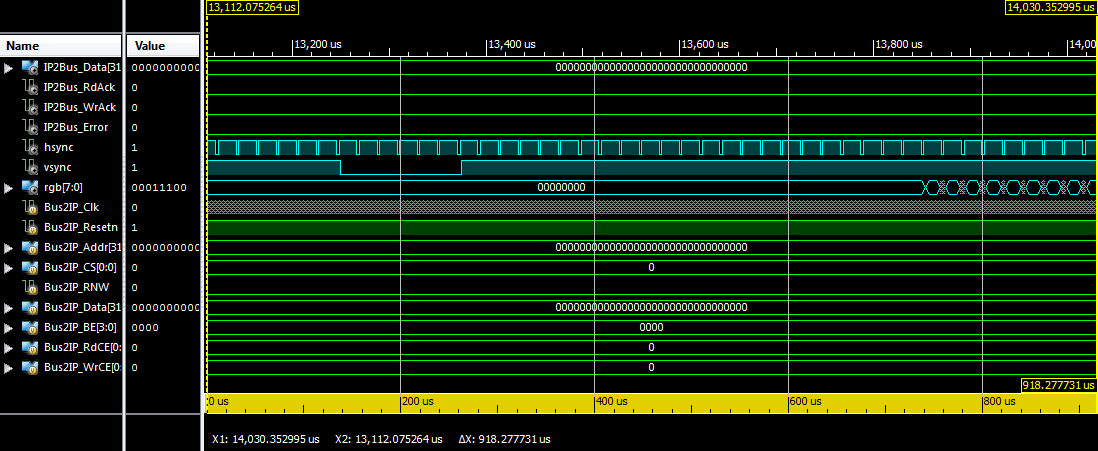 13,112.075264 us 14,030.352995 us
Name Value
13,200 us 13,400 us 13,600 us 13,800 us 14,0
IP2Bus_Data[31 0000000000 00000000000000000000000000000000
IP2Bus_RdAck 0
IP2Bus_WrAck 0
IP2Bus_Error 0
hsync 1
vsync 1
rgb[7:0] 00011100 00000000
Bus2IP_Clk 0
Bus2IP_Resetn 1
Bus2IP_Addr[31 0000000000 00000000000000000000000000000000
Bus2IP_CS[0:0] 0 0
Bus2IP_RNW 0
Bus2IP_Data[31 0000000000 00000000000000000000000000000000
Bus2IP_BE[3:0] 0000 0000
Bus2IP_RdCE[0: 0 0
Bus2IP_WrCE[0: 0 0
918.277731 us
0 us 200 us 400 us 600 us 800 us
X1: 14,030.352995 us X2: 13,112.075264 us ΔX: 918.277731 us